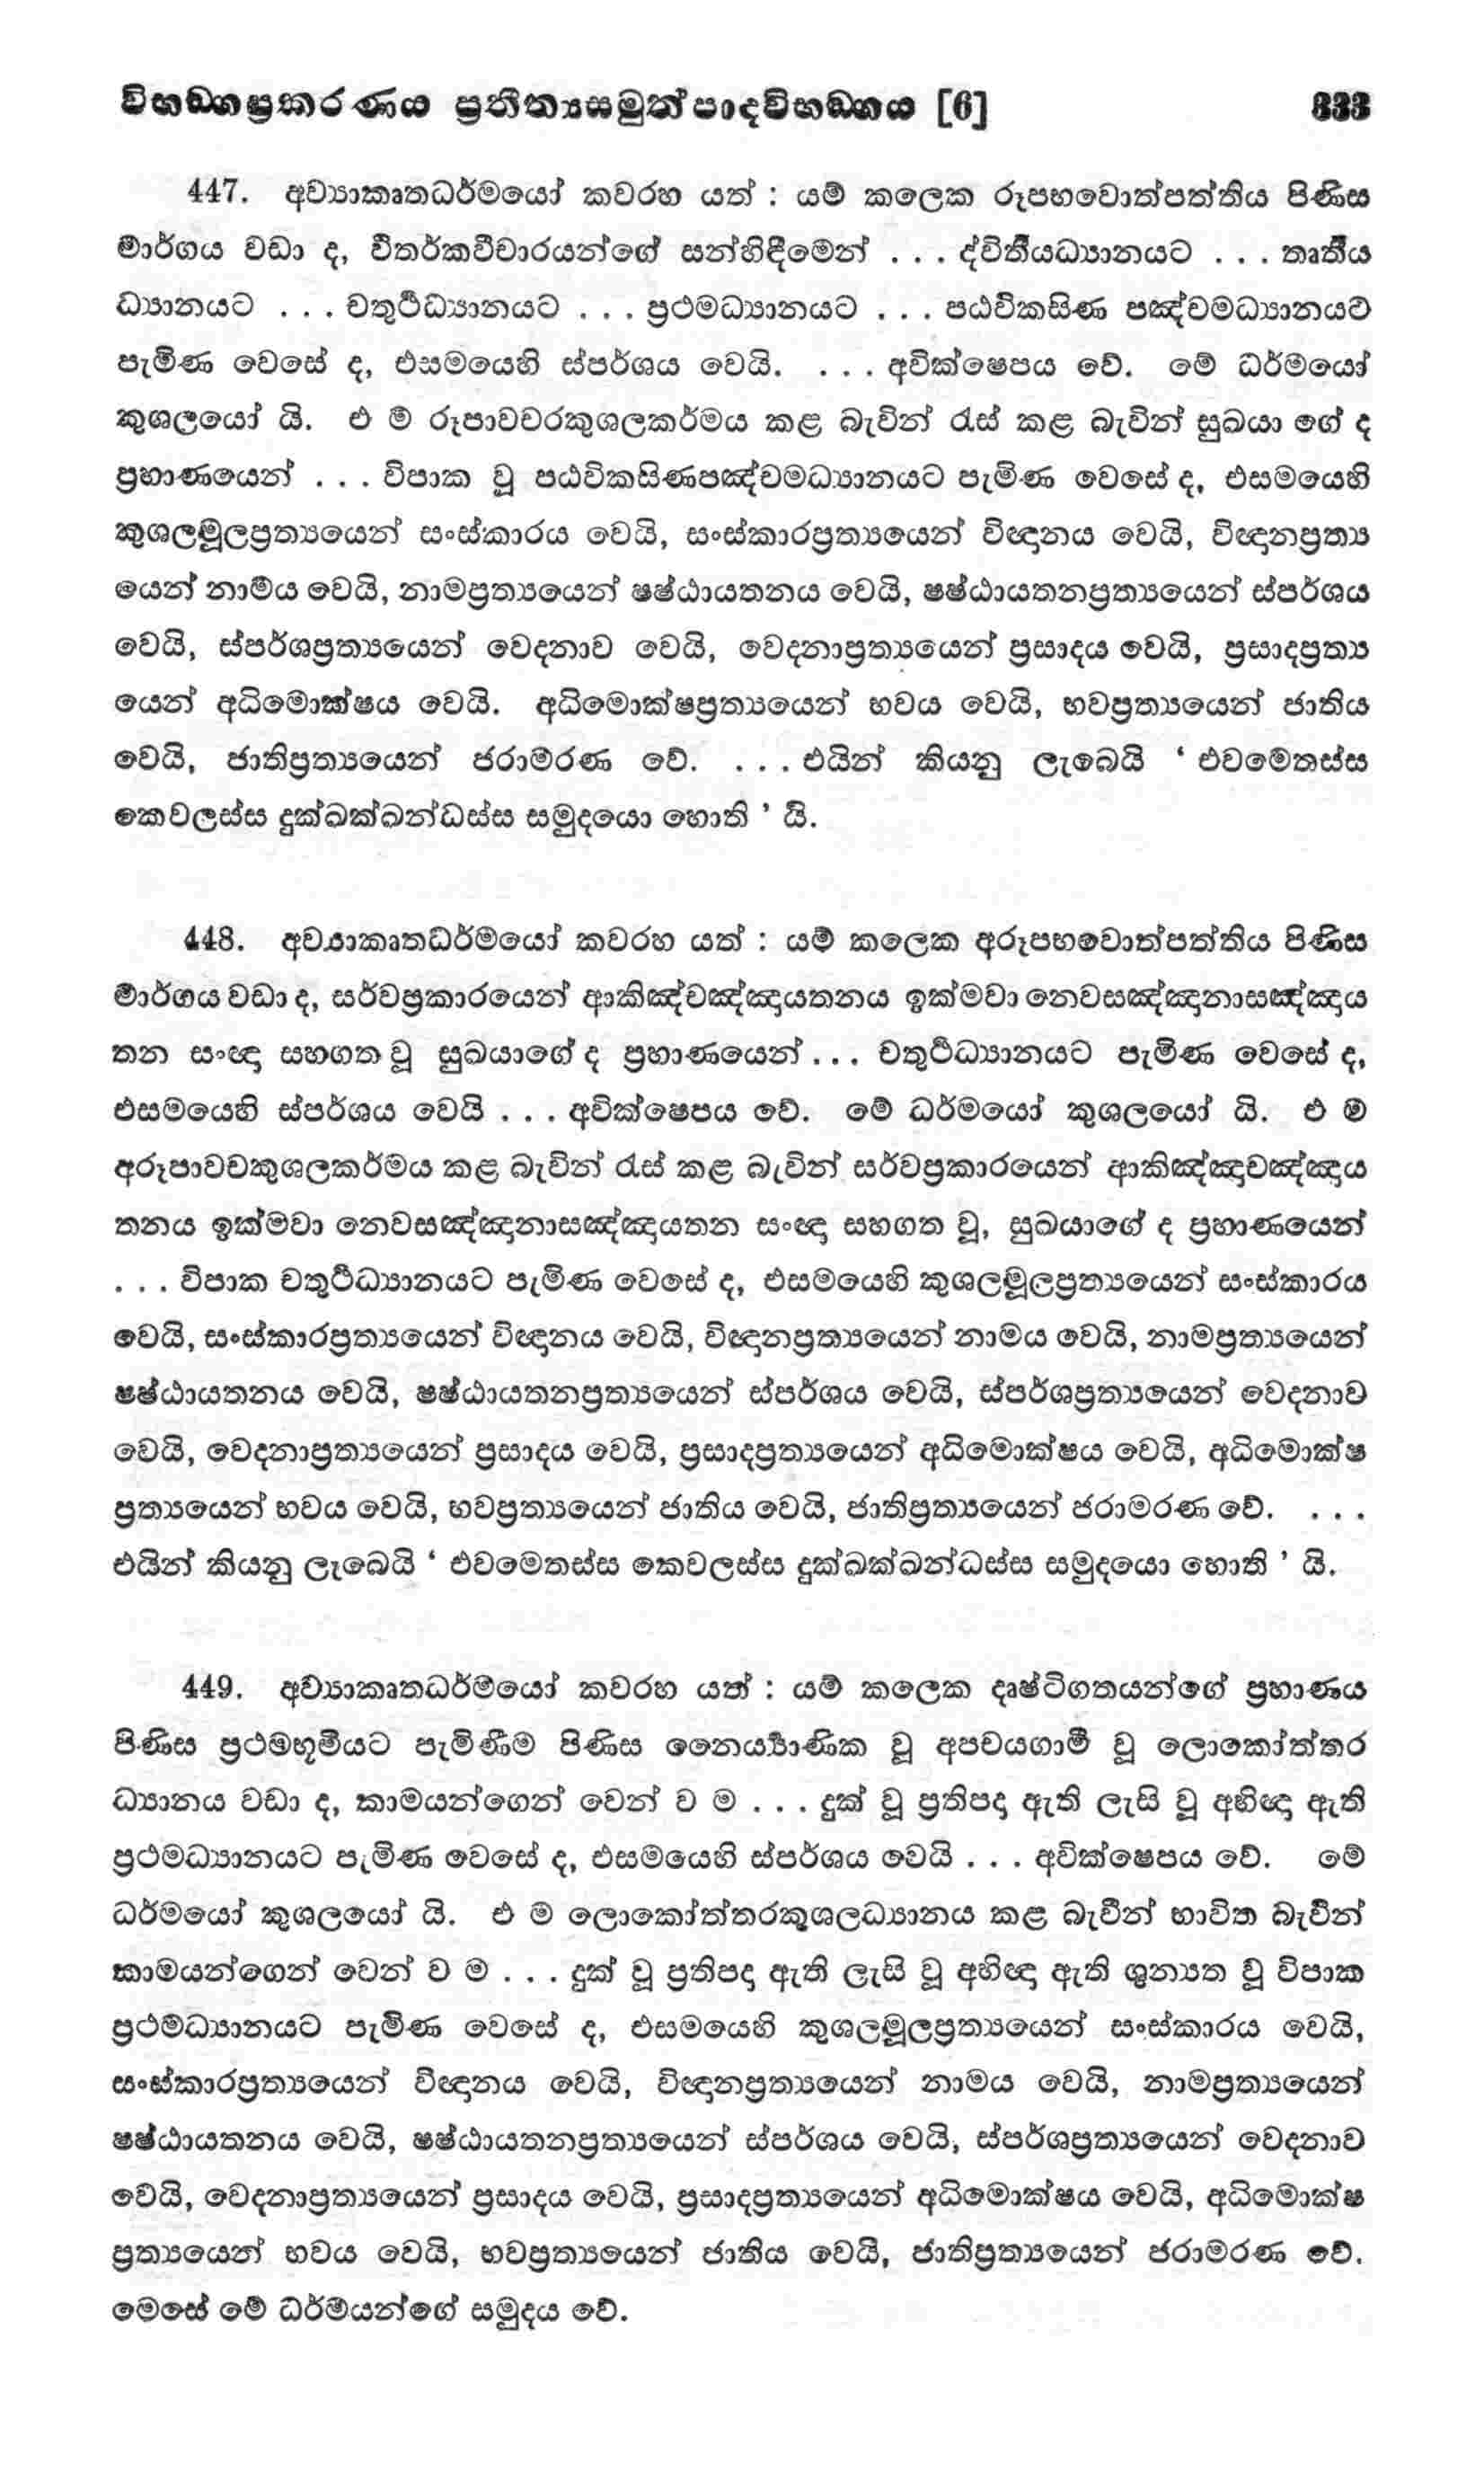 විභඞ්ගප්‍රකරණය ප්‍රතීත්‍යසමුත්පාදවිභඞ්ගය [6] 333
447. අව්‍යාකෘතධර්මයෝ කවරහ යත් : යම් කලෙක රූපභවොත්පත්තිය පිණිස
මාර්ගය වඩා ද, විතර්කවිචාරයන්ගේ සන්හිඳීමෙන් . . . ද්විතීයධ්‍යානයට . . . තෘතීය
ධ්‍යානයට . . . චතුර්‍ථධ්‍යානයට . . . ප්‍රථමධ්‍යානයට . . . පඨවිකසිණ පඤ්චමධ්‍යානයට
පැමිණ වෙසේ ද, එසමයෙහි ස්පර්ශය වෙයි. . . . අවික්ෂෙපය වේ. මේ ධර්මයෝ
කුශලයෝ යි. එ ම රූපාවචරකුශලකර්මය කළ බැවින් රැස් කළ බැවින් සුඛයා ගේ ද
ප්‍රහාණයෙන් . . . විපාක වූ පඨවිකසිණපඤ්චමධ්‍යානයට පැමිණ වෙසේ ද, එසමයෙහි
කුශලමූලප්‍රත්‍යයෙන් සංස්කාරය වෙයි, සංස්කාරප්‍රත්‍යයෙන් විඥානය වෙයි, විඥානප්‍රත්‍ය
යෙන් නාමය වෙයි, නාමප්‍රත්‍යයෙන් ෂෂ්ඨායතනය වෙයි, ෂෂ්ඨායතනප්‍රත්‍යයෙන් ස්පර්ශය
වෙයි, ස්පර්ශප්‍රත්‍යයෙන් වෙදනාව වෙයි, වෙදනාප්‍රත්‍යයෙන් ප්‍රසාදය වෙයි, ප්‍රසාදප්‍රත්‍ය
යෙන් අධිමොක්ෂය වෙයි. අධිමොක්ෂප්‍රත්‍යයෙන් භවය වෙයි, භවප්‍රත්‍යයෙන් ජාතිය
වෙයි, ජාතිප්‍රත්‍යයෙන් ජරාමරණ වේ. . . . එයින් කියනු ලැබෙයි ‘ එවමෙතස්ස
කෙවලස්ස දුක්ඛක්ඛන්ධස්ස සමුදයො හොති ’ යි.
448. අව්‍යාකෘතධර්මයෝ කවරහ යත් : යම් කලෙක අරූපභවොත්පත්තිය පිණිස
මාර්ගය වඩා ද, සර්වප්‍රකාරයෙන් ආකිඤ්චඤ්ඤායතනය ඉක්මවා නෙවසඤ්ඤානාසඤ්ඤාය
තන සංඥා සහගත වූ සුඛයාගේ ද ප්‍රහාණයෙන් . . . චතුර්‍ථධ්‍යානයට පැමිණ වෙසේ ද,
එසමයෙහි ස්පර්ශය වෙයි . . . අවික්ෂෙපය වේ. මේ ධර්මයෝ කුශලයෝ යි. එ ම
අරූපාවචකුශලකර්මය කළ බැවින් රැස් කළ බැවින් සර්වප්‍රකාරයෙන් ආකිඤ්ඤාචඤ්ඤාය
තනය ඉක්මවා නෙවසඤ්ඤානාසඤ්ඤායතන සංඥා සහගත වූ, සුඛයාගේ ද ප්‍රහාණයෙන්
. . . විපාක චතුර්‍ථධ්‍යානයට පැමිණ වෙසේ ද, එසමයෙහි කුශලමූලප්‍රත්‍යයෙන් සංස්කාරය
වෙයි, සංස්කාරප්‍රත්‍යයෙන් විඥානය වෙයි, විඥානප්‍රත්‍යයෙන් නාමය වෙයි, නාමප්‍රත්‍යයෙන්
ෂෂ්ඨායතනය වෙයි, ෂෂ්ඨායතනප්‍රත්‍යයෙන් ස්පර්ශය වෙයි, ස්පර්ශප්‍රත්‍යයෙන් වෙදනාව
වෙයි, වෙදනාප්‍රත්‍යයෙන් ප්‍රසාදය වෙයි, ප්‍රසාදප්‍රත්‍යයෙන් අධිමොක්ෂය වෙයි, අධිමොක්ෂ
ප්‍රත්‍යයෙන් භවය වෙයි, භවප්‍රත්‍යයෙන් ජාතිය වෙයි, ජාතිප්‍රත්‍යයෙන් ජරාමරණ වේ. . . .
එයින් කියනු ලැබෙයි ‘ එවමෙතස්ස කෙවලස්ස දුක්ඛක්ඛන්ධස්ස සමුදයො හොති ’ යි.
449. අව්‍යාකෘතධර්මයෝ කවරහ යත් : යම් කලෙක දෘෂ්ටිගතයන්ගේ ප්‍රහාණය
පිණිස ප්‍රථමභූමියට පැමිණීම පිණිස නෛර්‍ය්‍යාණික වූ අපචයගාමී වූ ලොකෝත්තර
ධ්‍යානය වඩා ද, කාමයන්ගෙන් වෙන් ව ම . . . දුක් වූ ප්‍රතිපදා ඇති ලැසි වූ අභිඥා ඇති
ප්‍රථමධ්‍යානයට පැමිණ වෙසේ ද, එසමයෙහි ස්පර්ශය වෙයි . . . අවික්ෂෙපය වේ. මේ
ධර්මයෝ කුශලයෝ යි. එ ම ලොකෝත්තරකුශලධ්‍යානය කළ බැවින් භාවිත බැවින්
කාමයන්ගෙන් වෙන් ව ම . . . දුක් වූ ප්‍රතිපදා ඇති ලැසි වූ අභිඥා ඇති ශුන්‍යත වූ විපාක
ප්‍රථමධ්‍යානයට පැමිණ වෙසේ ද, එසමයෙහි කුශලමූලප්‍රත්‍යයෙන් සංස්කාරය වෙයි,
සංස්කාරප්‍රත්‍යයෙන් විඥානය වෙයි, විඥානප්‍රත්‍යයෙන් නාමය වෙයි, නාමප්‍රත්‍යයෙන්
ෂෂ්ඨායතනය වෙයි, ෂෂ්ඨායතනප්‍රත්‍යයෙන් ස්පර්ශය වෙයි, ස්පර්ශප්‍රත්‍යයෙන් වෙදනාව
වෙයි, වෙදනාප්‍රත්‍යයෙන් ප්‍රසාදය වෙයි, ප්‍රසාදප්‍රත්‍යයෙන් අධිමොක්ෂය වෙයි, අධිමොක්ෂ
ප්‍රත්‍යයෙන් භවය වෙයි, භවප්‍රත්‍යයෙන් ජාතිය වෙයි, ජාතිප්‍රත්‍යයෙන් ජරාමරණ වේ.
මෙසේ මේ ධර්මයන්ගේ සමුදය වේ.